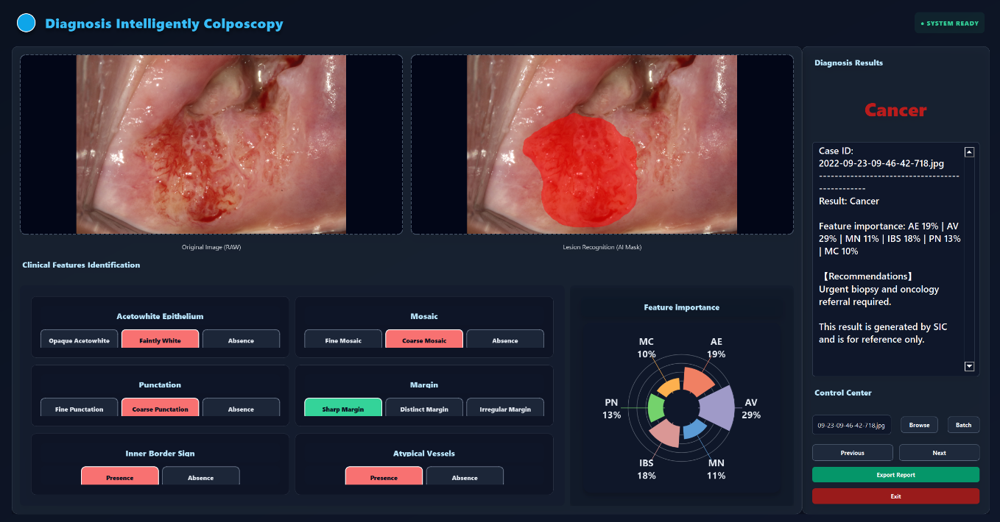 Diagnosis Intelligently Colposcopy
● SYSTEM READY
Original Image (RAW)
Lesion Recognition (AI Mask)
Clinical Features Identification
Acetowhite Epithelium
Opaque Acetowhite
Faintly White
Absence
Mosaic
Fine Mosaic
Coarse Mosaic
Absence
Punctation
Fine Punctation
Coarse Punctation
Absence
Margin
Sharp Margin
Distinct Margin
Irregular Margin
Inner Border Sign
Presence
Absence
Atypical Vessels
Presence
Absence
Feature Importance
MC
10%
AE
19%
PN
13%
AV
29%
IBS
18%
MN
11%
Diagnosis Results
Cancer
Case ID:
2022-09-23-09-46-42-718.jpg
------------------------------------
------------
Result: Cancer
Feature importance: AE 19% | AV
29% | MN 11% | IBS 18% | PN 13%
| MC 10%
【Recommendations】
Urgent biopsy and oncology
referral required.
This result is generated by SIC
and is for reference only.
Control Center
09-23-09-46-42-718.jpg
Browse
Batch
Previous
Next
Export Report
Exit